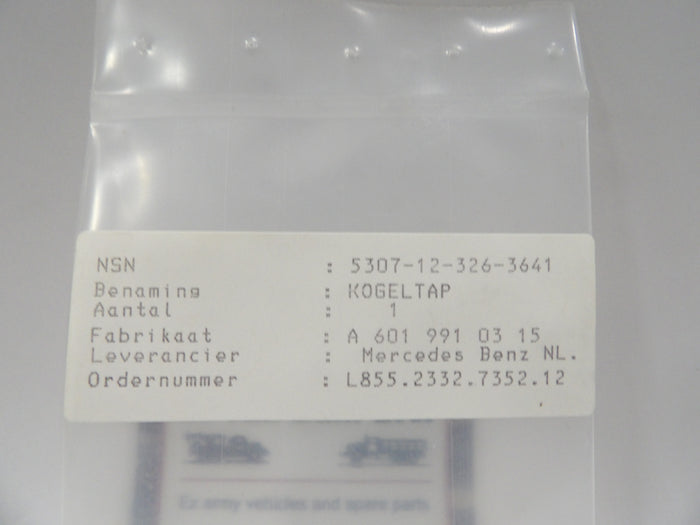 NSN : 5307-12-326-3641
Benaming : KOGELTAP
Aantal : 1
Fabrikaat : A 601 991 03 15
Leverancier : Mercedes Benz NL.
Ordernummer : L855.2332.7352.12
Ex army vehicles and spare parts